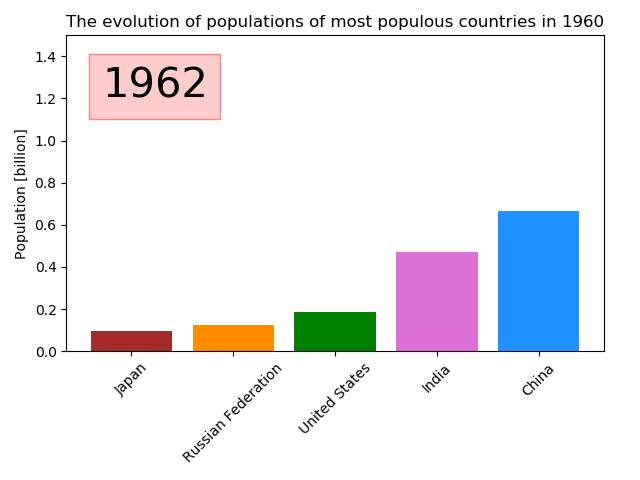 The evolution of populations of most populous countries in 1960
1962
Population [billion]
1.4
1.2
1.0
0.8
0.6
0.4
0.2
0.0
Japan
Russian Federation
United States
India
China